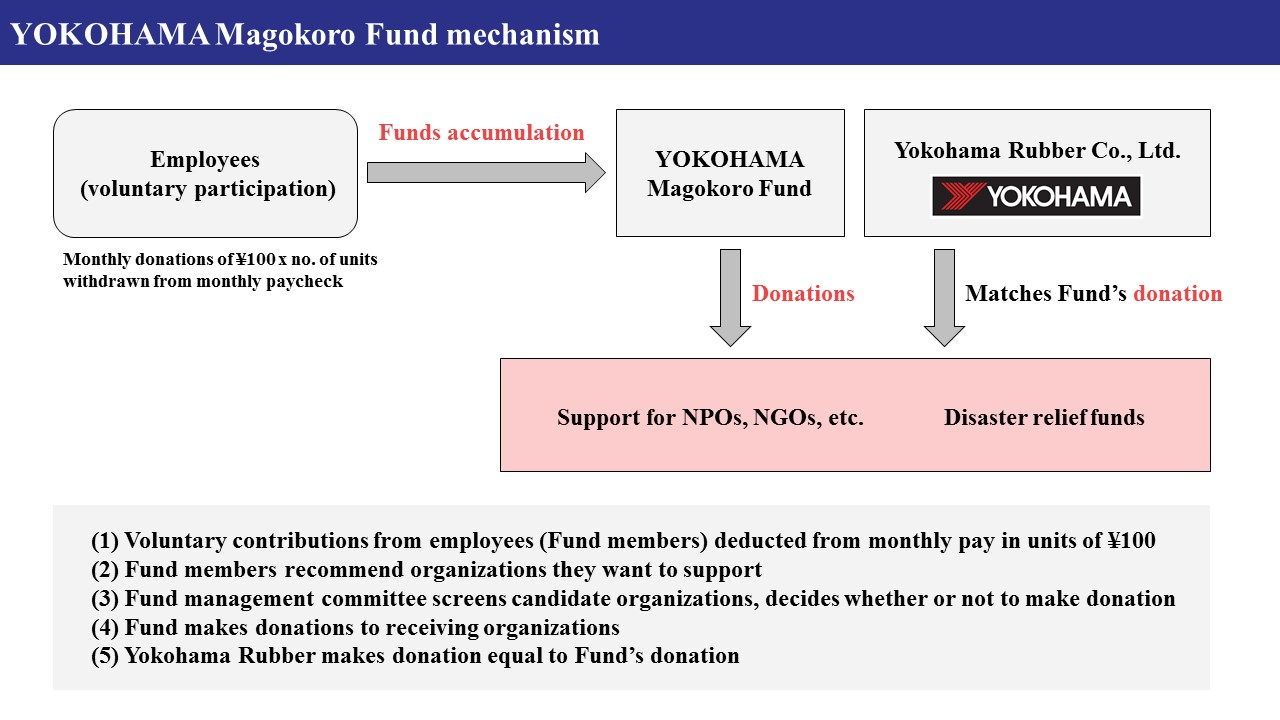 YOKOHAMA Magokoro Fund mechanism
Employees
(voluntary participation)
Monthly donations of ¥100 x no. of units
withdrawn from monthly paycheck
Funds accumulation
YOKOHAMA
Magokoro Fund
Yokohama Rubber Co., Ltd.
YOKOHAMA
Donations
Matches Fund’s donation
Support for NPOs, NGOs, etc.
Disaster relief funds
(1) Voluntary contributions from employees (Fund members) deducted from monthly pay in units of ¥100
(2) Fund members recommend organizations they want to support
(3) Fund management committee screens candidate organizations, decides whether or not to make donation
(4) Fund makes donations to receiving organizations
(5) Yokohama Rubber makes donation equal to Fund’s donation